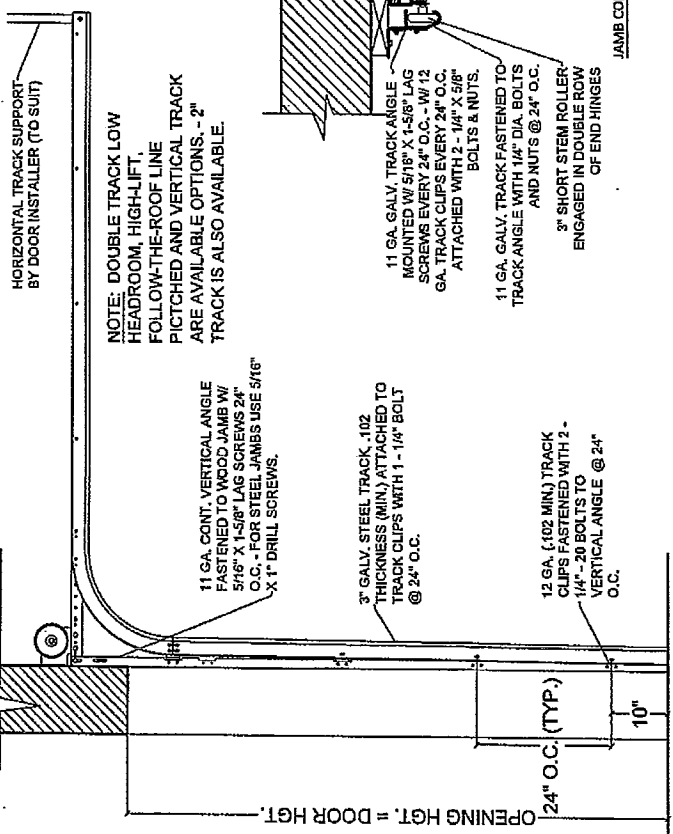 HORIZONTAL TRACK SUPPORT
BY DOOR INSTALLER (TO SUIT)
NOTE: DOUBLE TRACK LOW
HEADROOM, HIGH-LIFT,
FOLLOW-THE-ROOF LINE
PICTCHED AND VERTICAL TRACK
ARE AVAILABLE OPTIONS. - 2"
TRACK IS ALSO AVAILABLE.
11 GA. CONT. VERTICAL ANGLE
FASTENED TO WOOD JAMB W/
5/16" X 1-5/8" LAG SCREWS 24"
O.C. - FOR STEEL JAMBS USE 5/16"
X 1" DRILL SCREWS.
3" GALV. STEEL TRACK, .102
THICKNESS (MIN.) ATTACHED TO
TRACK CLIPS WITH 1 - 1/4" BOLT
@ 24" O.C.
12 GA. (.102 MIN.) TRACK
CLIPS FASTENED WITH 2 -
1/4" - 20 BOLTS TO
VERTICAL ANGLE @ 24"
O.C.
24" O.C. (TYP.)
10"
OPENING HGT. = DOOR HGT.
11 GA. GALV. TRACK ANGLE -
MOUNTED W/ 5/16" X 1-5/8" LAG
SCREWS EVERY 24" O.C. - W/ 12
GA. TRACK CLIPS EVERY 24" O.C.
ATTACHED WITH 2 - 1/4" X 5/8"
BOLTS & NUTS.
11 GA. GALV. TRACK FASTENED TO
TRACK ANGLE WITH 1/4" DIA. BOLTS
AND NUTS @ 24" O.C.
3" SHORT STEM ROLLER
ENGAGED IN DOUBLE ROW
OF END HINGES
JAMB CO